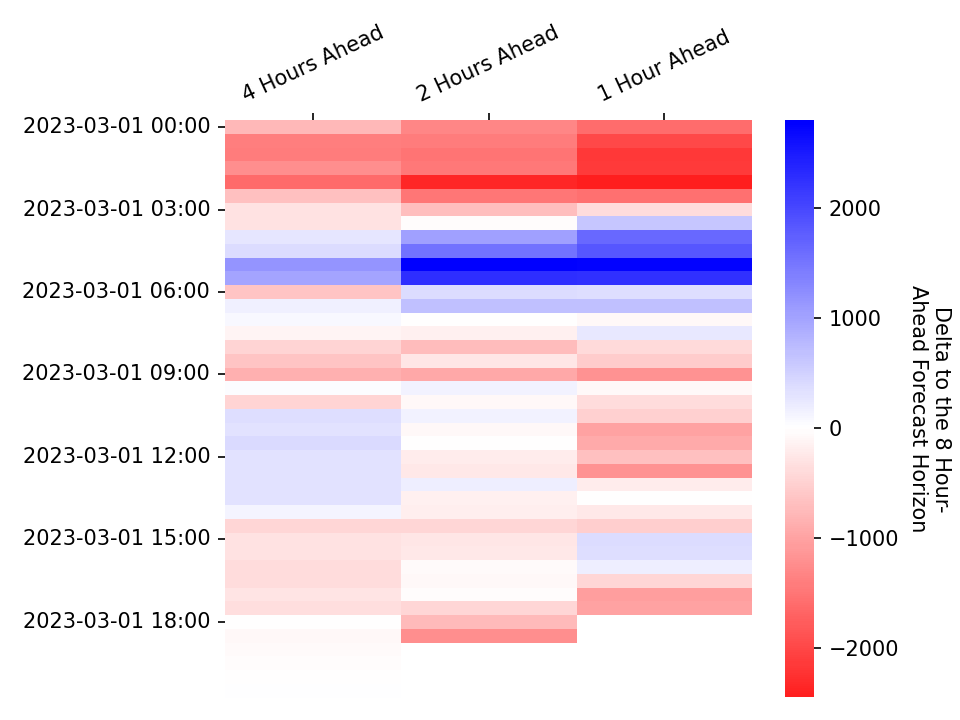 4 Hours Ahead
2 Hours Ahead
1 Hour Ahead
2023-03-01 00:00
2023-03-01 03:00
2023-03-01 06:00
2023-03-01 09:00
2023-03-01 12:00
2023-03-01 15:00
2023-03-01 18:00
2000
1000
0
−1000
−2000
Delta to the 8 Hour-
Ahead Forecast Horizon